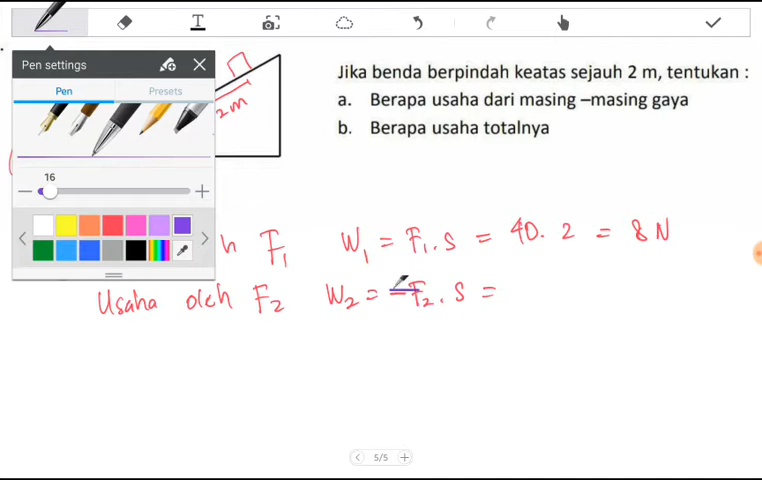 Pen settings
Pen Presets
16
2 m
Jika benda berpindah keatas sejauh 2 m, tentukan :
a. Berapa usaha dari masing –masing gaya
b. Berapa usaha totalnya
h F₁ W₁ = F₁. s = 40. 2 = 8 N
Usaha oleh F₂ W₂ = -F₂. s =
5/5